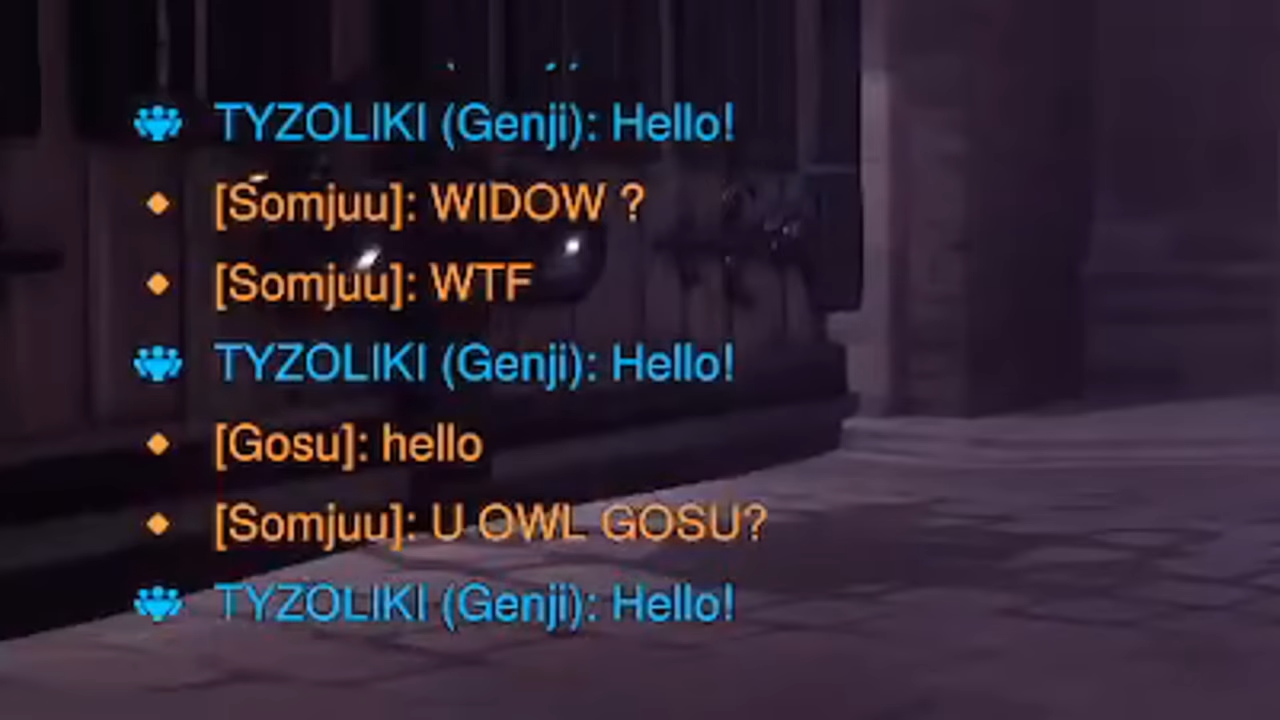 TYZOLIKI (Genji): Hello!
[Somjuu]: WIDOW ?
[Somjuu]: WTF
TYZOLIKI (Genji): Hello!
[Gosu]: hello
[Somjuu]: U OWL GOSU?
TYZOLIKI (Genji): Hello!